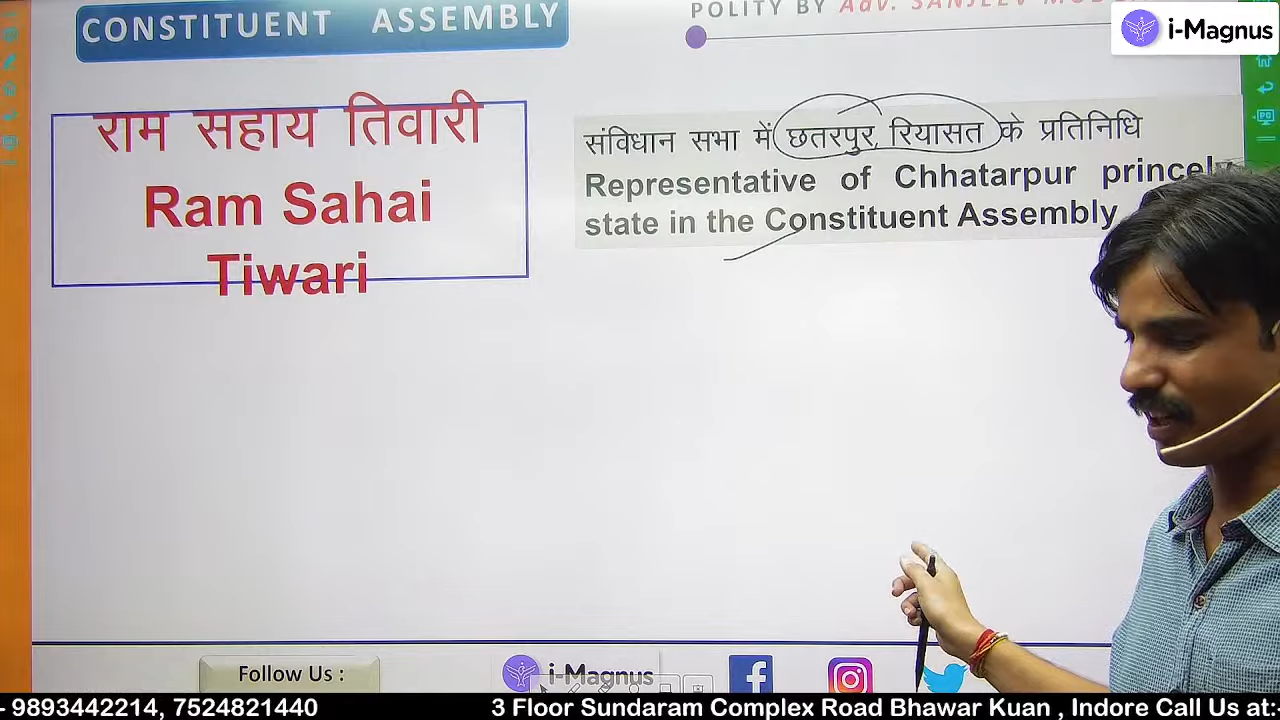 CONSTITUENT ASSEMBLY
POLITY BY Adv. SANJEEV
i-Magnus
राम सहाय तिवारी
Ram Sahai
Tiwari
संविधान सभा में छतरपुर, रियासत के प्रतिनिधि
Representative of Chhatarpur princely
state in the Constituent Assembly
Follow Us :
i-Magnus
- 9893442214, 7524821440
3 Floor Sundaram Complex Road Bhawar Kuan , Indore Call Us at:-